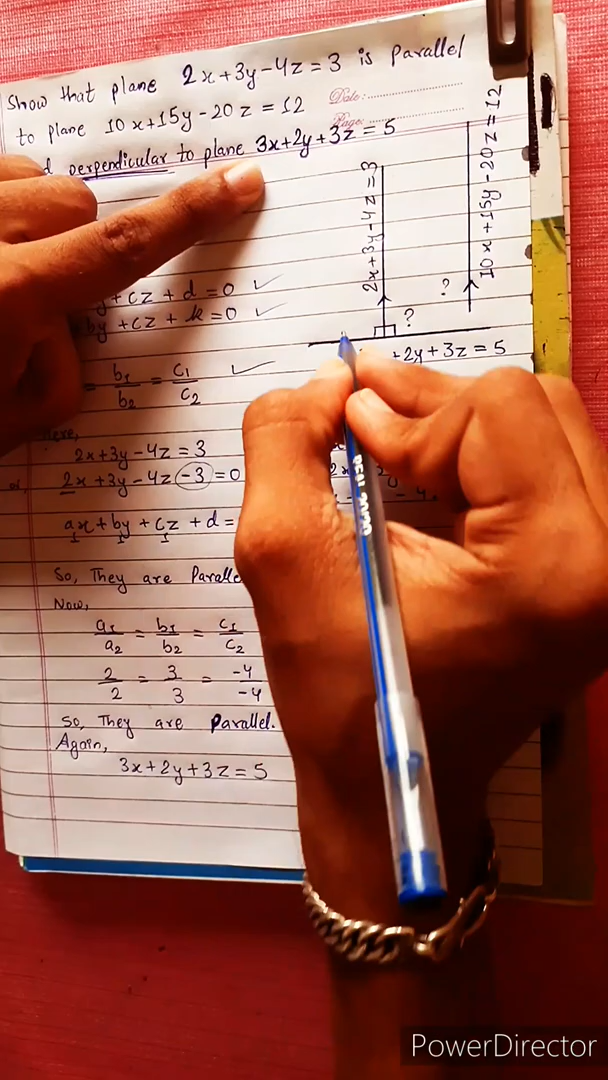 Show that plane 2x+3y-4z=3 is Parallel
to plane 10x+15y-20z=12
Date:
Page:
perpendicular to plane 3x+2y+3z=5
2x+3y-4z=3
10x+15y-20z=12
?
?
+2y+3z=5
+cz+d=0 ✓
by+cz+k=0 ✓
= b₁/b₂ = c₁/c₂ ✓
2x+3y-4z=3
2x+3y-4z-3=0
ax+by+cz+d=
So, They are Paralle
Now,
a₁/a₂ = b₁/b₂ = c₁/c₂
2/2 = 3/3 = -4/-4
So, They are Parallel.
Again,
3x+2y+3z=5
PowerDirector